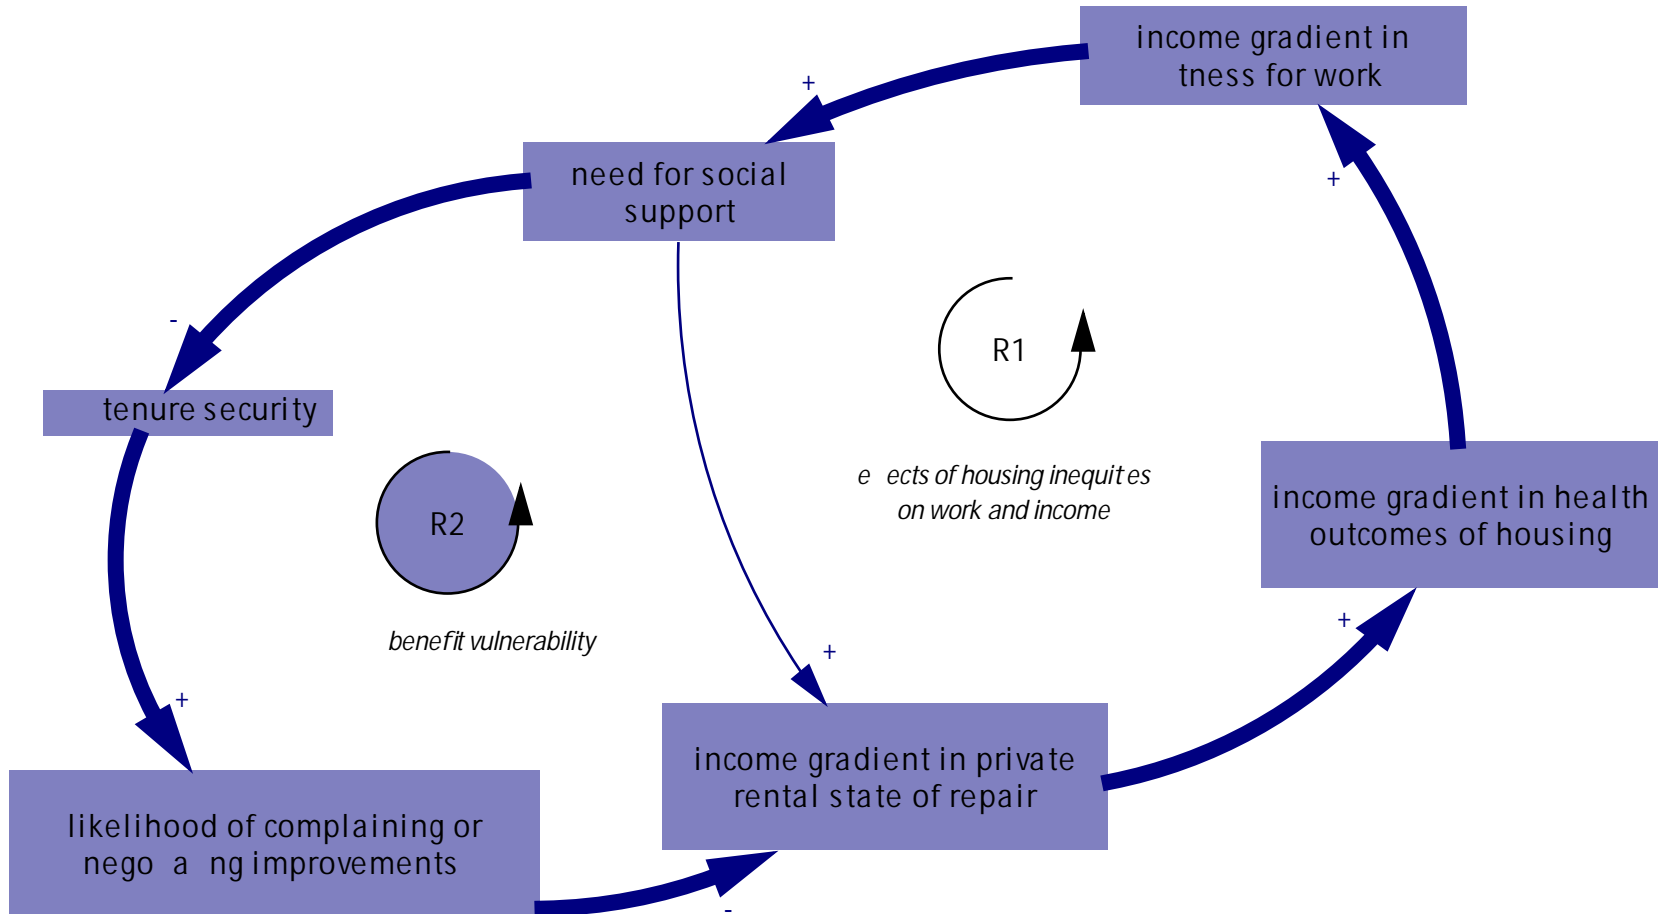 income gradient in
tness for work
+
+
need for social
support
-
R1
tenure security
e ects of housing inequit es
on work and income
income gradient in health
outcomes of housing
R2
benefit vulnerability
+
+
+
income gradient in private
rental state of repair
likelihood of complaining or
nego a ng improvements
-